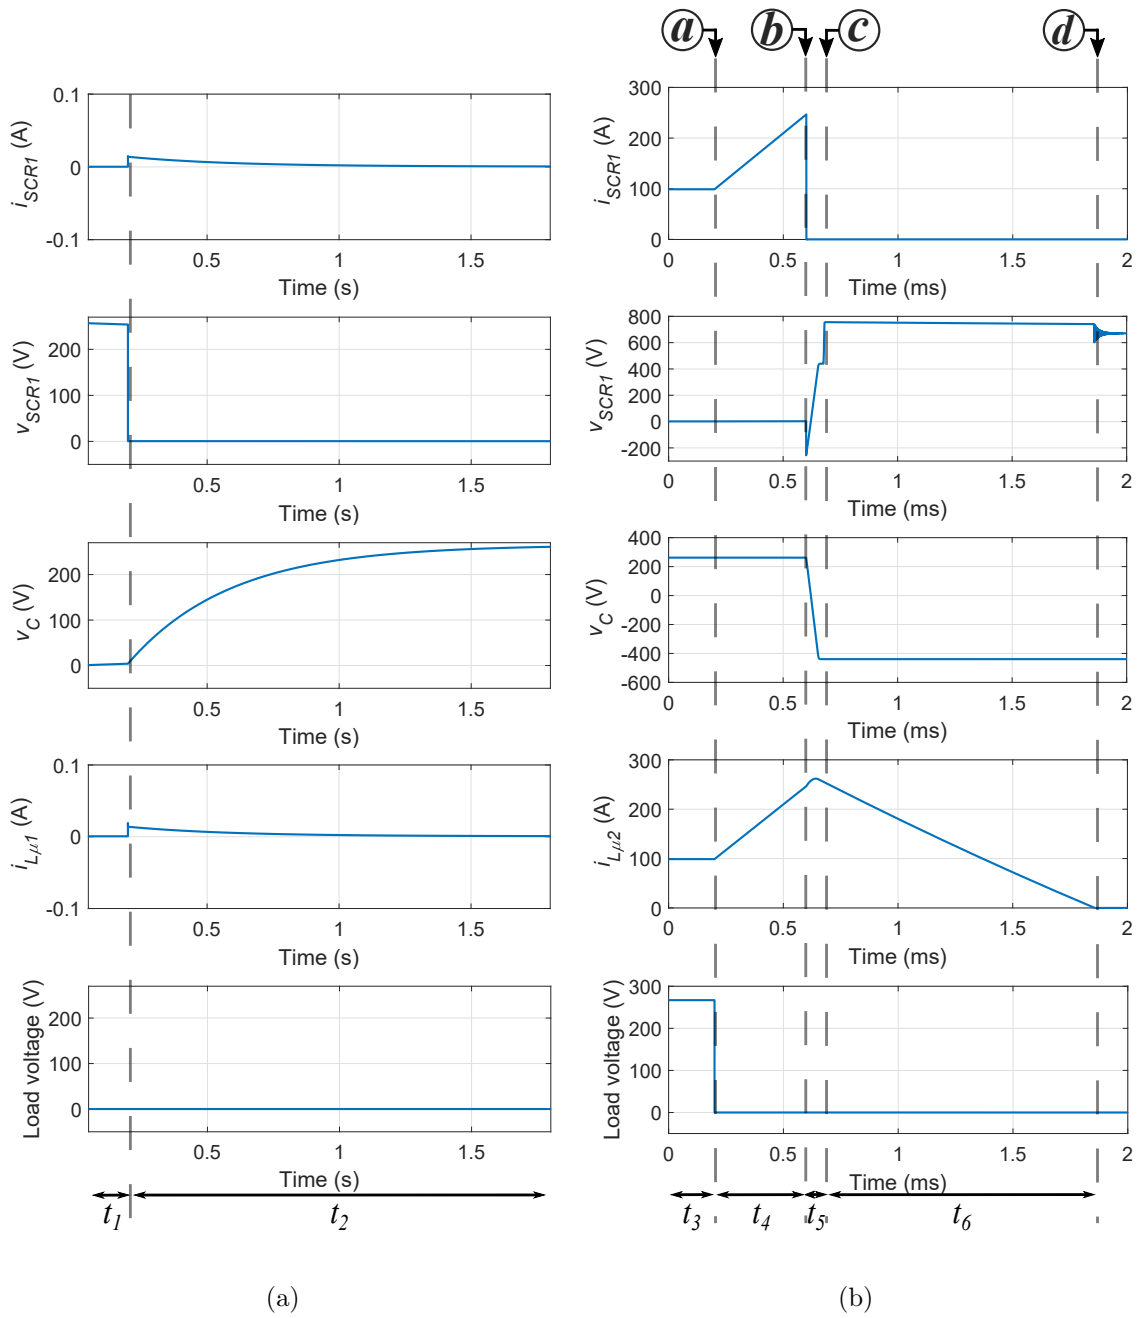 a b c d
i_SCR1 (A)
0.1
0
-0.1
0.5 1 1.5
Time (s)
v_SCR1 (V)
200
100
0
0.5 1 1.5
Time (s)
v_C (V)
200
100
0
0.5 1 1.5
Time (s)
i_Lμ1 (A)
0.1
0
-0.1
0.5 1 1.5
Time (s)
Load voltage (V)
200
100
0
0.5 1 1.5
Time (s)
t1 t2
(a)
i_SCR1 (A)
300
200
100
0
0 0.5 1 1.5 2
Time (ms)
v_SCR1 (V)
800
600
400
200
0
-200
0 0.5 1 1.5 2
Time (ms)
v_C (V)
400
200
0
-200
-400
-600
0 0.5 1 1.5 2
Time (ms)
i_Lμ2 (A)
300
200
100
0
0 0.5 1 1.5 2
Time (ms)
Load voltage (V)
300
200
100
0
0 0.5 1 1.5 2
Time (ms)
t3 t4 t5 t6
(b)